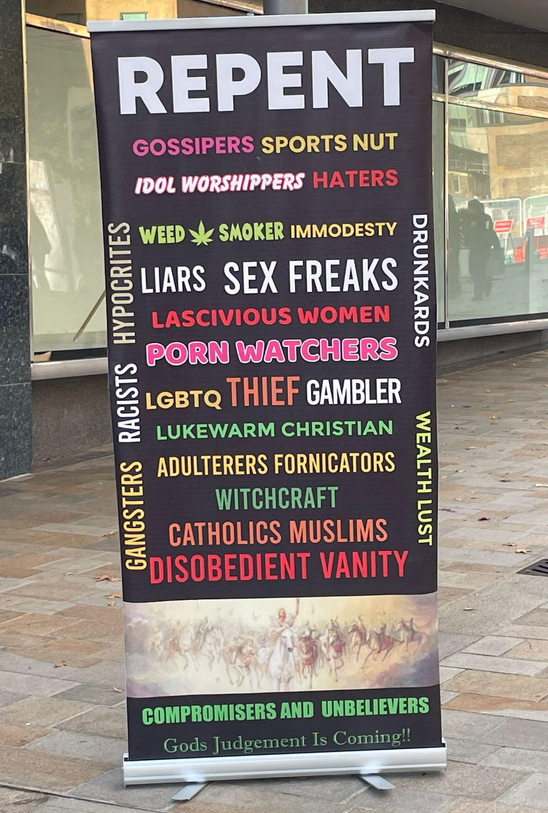 REPENT
GOSSIPERS SPORTS NUT
IDOL WORSHIPPERS HATERS
WEED SMOKER IMMODESTY
LIARS SEX FREAKS
LASCIVIOUS WOMEN
PORN WATCHERS
LGBTQ THIEF GAMBLER
LUKEWARM CHRISTIAN
ADULTERERS FORNICATORS
WITCHCRAFT
CATHOLICS MUSLIMS
DISOBEDIENT VANITY
HYPOCRITES
RACISTS
GANGSTERS
DRUNKARDS
WEALTH LUST
COMPROMISERS AND UNBELIEVERS
Gods Judgement Is Coming!!